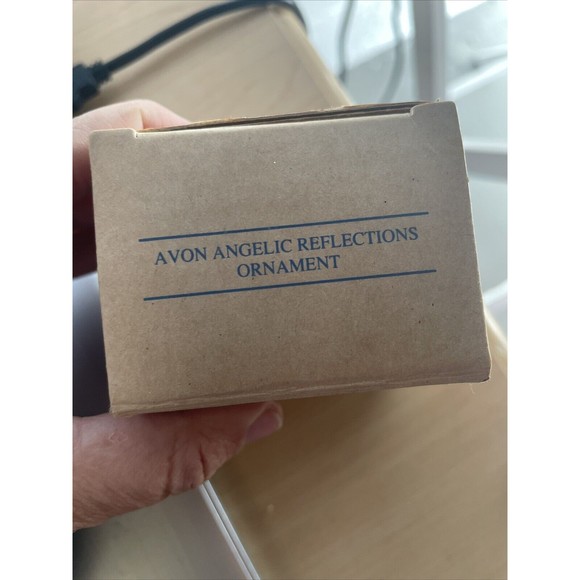 AVON ANGELIC REFLECTIONS
ORNAMENT